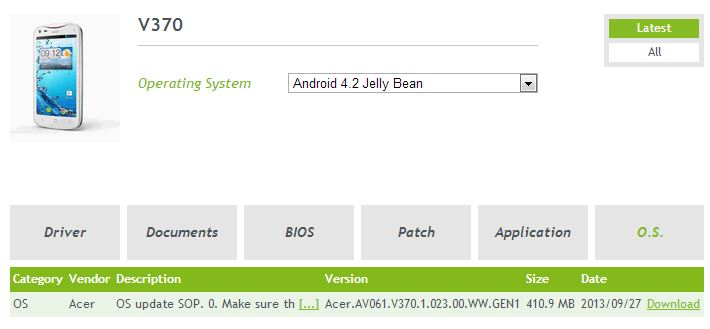 V370
Latest
All
Operating System
Android 4.2 Jelly Bean
09:12
Driver
Documents
BIOS
Patch
Application
O.S.
Category Vendor Description Version Size Date
OS Acer OS update SOP. 0. Make sure th [...] Acer.AV061.V370.1.023.00.WW.GEN1 410.9 MB 2013/09/27 Download